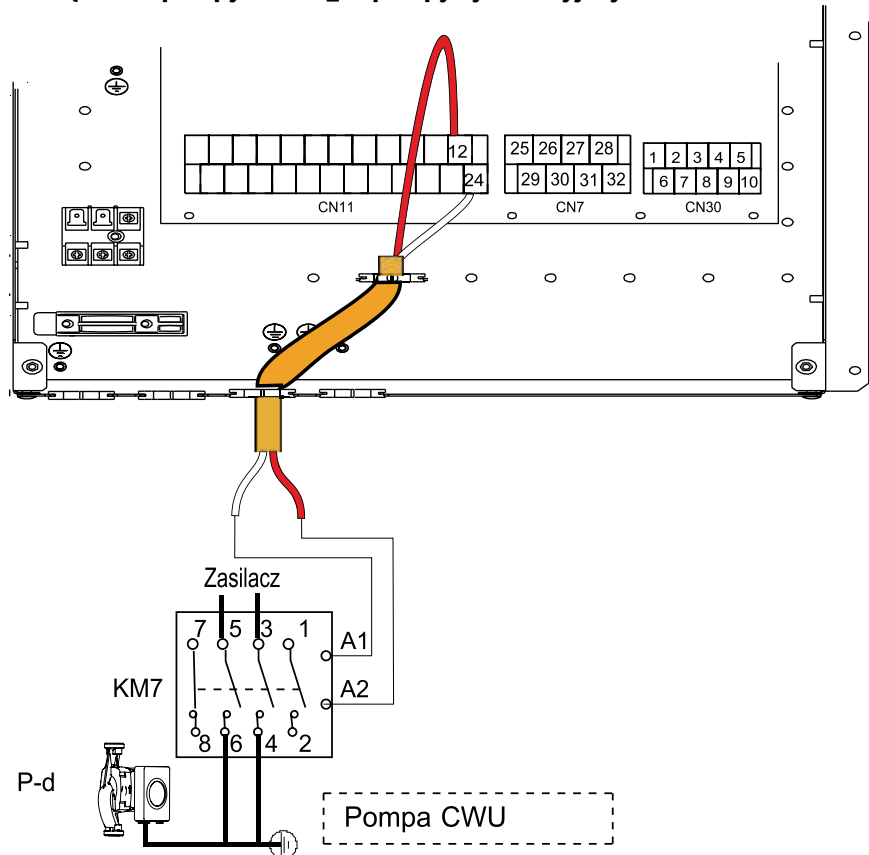 12
24
CN11
25 26 27 28
29 30 31 32
CN7
1 2 3 4 5
6 7 8 9 10
CN30
Zasilacz
7 5 3 1
A1
KM7
A2
8 6 4 2
P-d
Pompa CWU